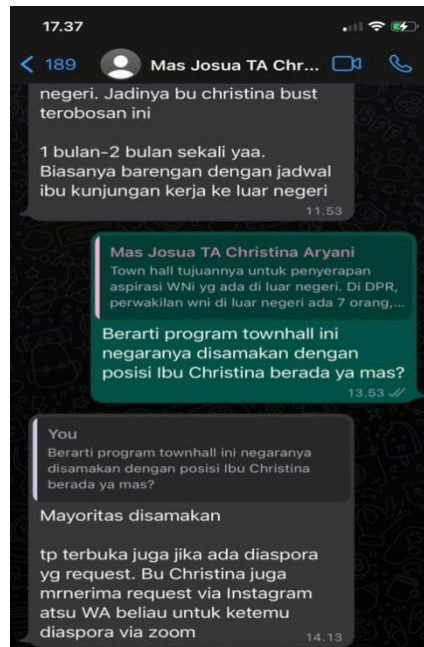 17.37
189
Mas Josua TA Chr...
negeri. Jadinya bu christina bust
terobosan ini
1 bulan-2 bulan sekali yaa.
Biasanya barengan dengan jadwal
ibu kunjungan kerja ke luar negeri
11.53
Mas Josua TA Christina Aryani
Town hall tujuannya untuk penyerapan
aspirasi WNi yg ada di luar negeri. Di DPR,
perwakilan wni di luar negeri ada 7 orang,...
Berarti program townhall ini
negaranya disamakan dengan
posisi Ibu Christina berada ya mas?
13.53
You
Berarti program townhall ini negaranya
disamakan dengan posisi Ibu Christina
berada ya mas?
Mayoritas disamakan
tp terbuka juga jika ada diaspora
yg request. Bu Christina juga
mrnerima request via Instagram
atsu WA beliau untuk ketemu
diaspora via zoom
14.13